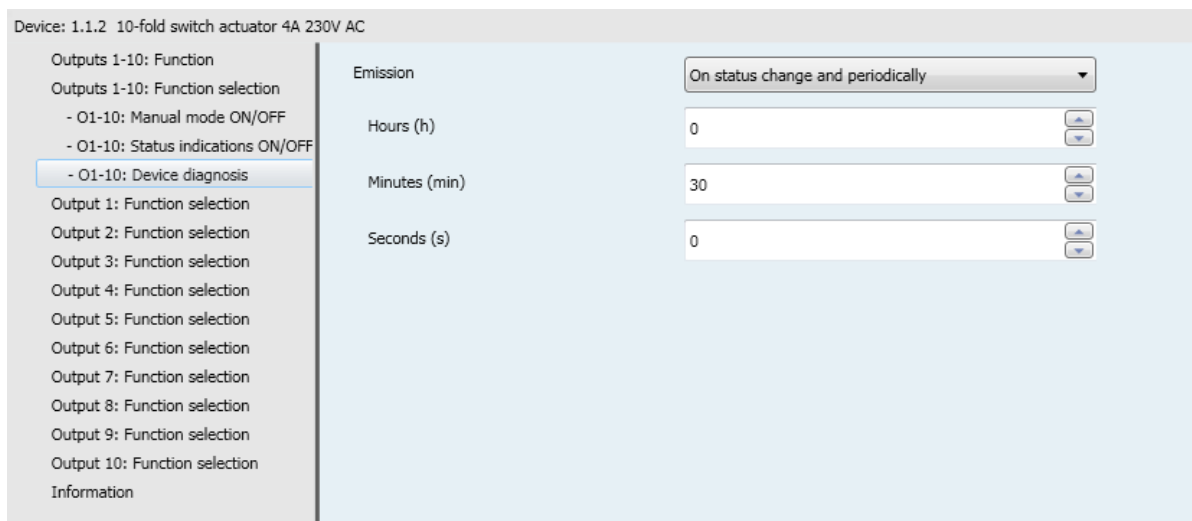 Device: 1.1.2 10-fold switch actuator 4A 230V AC
Outputs 1-10: Function
Outputs 1-10: Function selection
- O1-10: Manual mode ON/OFF
- O1-10: Status indications ON/OFF
- O1-10: Device diagnosis
Output 1: Function selection
Output 2: Function selection
Output 3: Function selection
Output 4: Function selection
Output 5: Function selection
Output 6: Function selection
Output 7: Function selection
Output 8: Function selection
Output 9: Function selection
Output 10: Function selection
Information
Emission On status change and periodically
Hours (h) 0
Minutes (min) 30
Seconds (s) 0